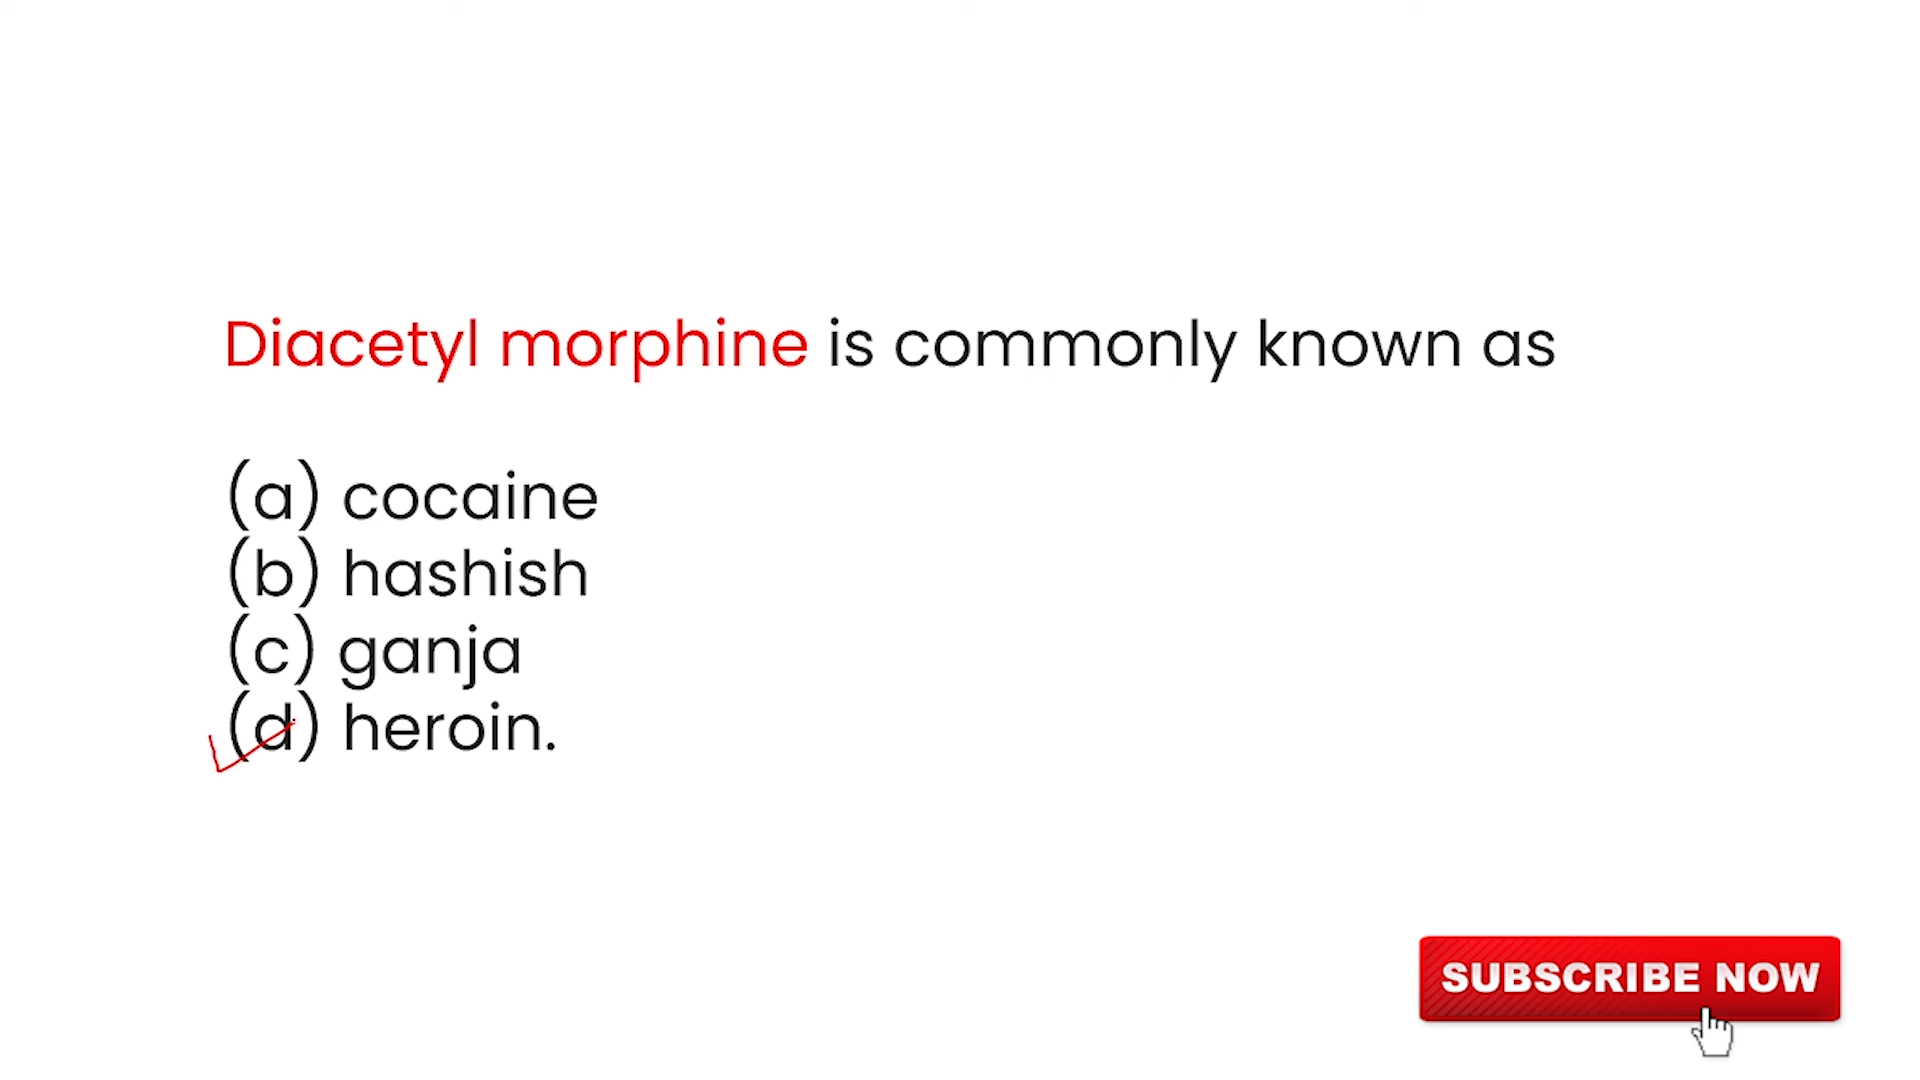 Diacetyl morphine is commonly known as
(a) cocaine
(b) hashish
(c) ganja
(d) heroin.
SUBSCRIBE NOW